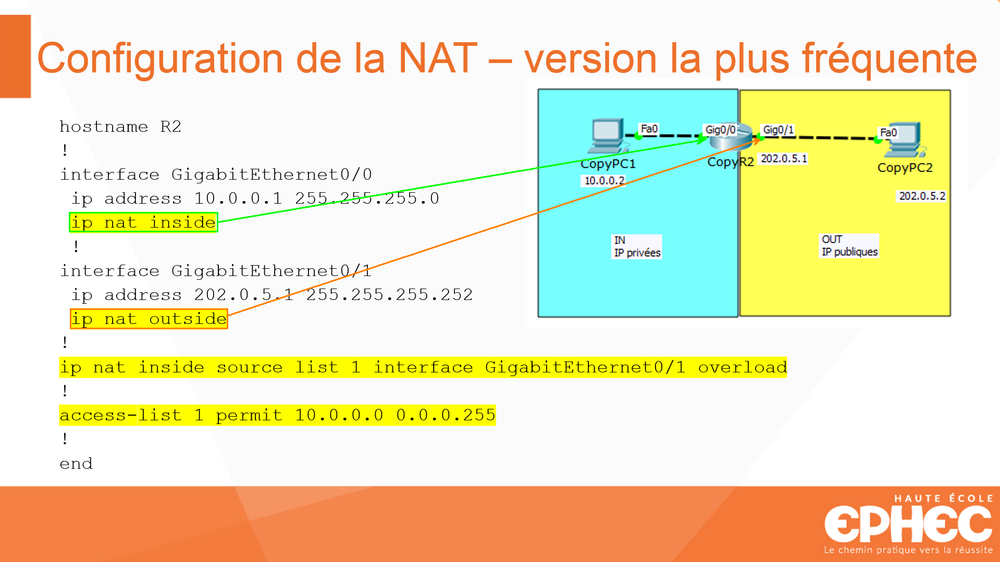 Configuration de la NAT – version la plus fréquente
hostname R2
!
interface GigabitEthernet0/0
ip address 10.0.0.1 255.255.255.0
ip nat inside
!
interface GigabitEthernet0/1
ip address 202.0.5.1 255.255.255.252
ip nat outside
!
ip nat inside source list 1 interface GigabitEthernet0/1 overload
!
access-list 1 permit 10.0.0.0 0.0.0.255
!
end
Fa0
Gig0/0
Gig0/1
Fa0
CopyPC1
10.0.0.2
CopyR2
202.0.5.1
CopyPC2
202.0.5.2
IN
IP privées
OUT
IP publiques
HAUTE ÉCOLE
EPHEC
Le chemin pratique vers la réussite